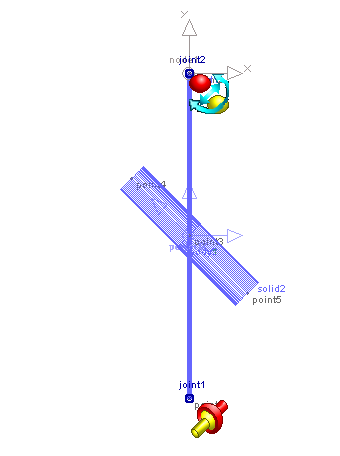 Y
joint2
X
point4
point3
solid2
point5
joint1